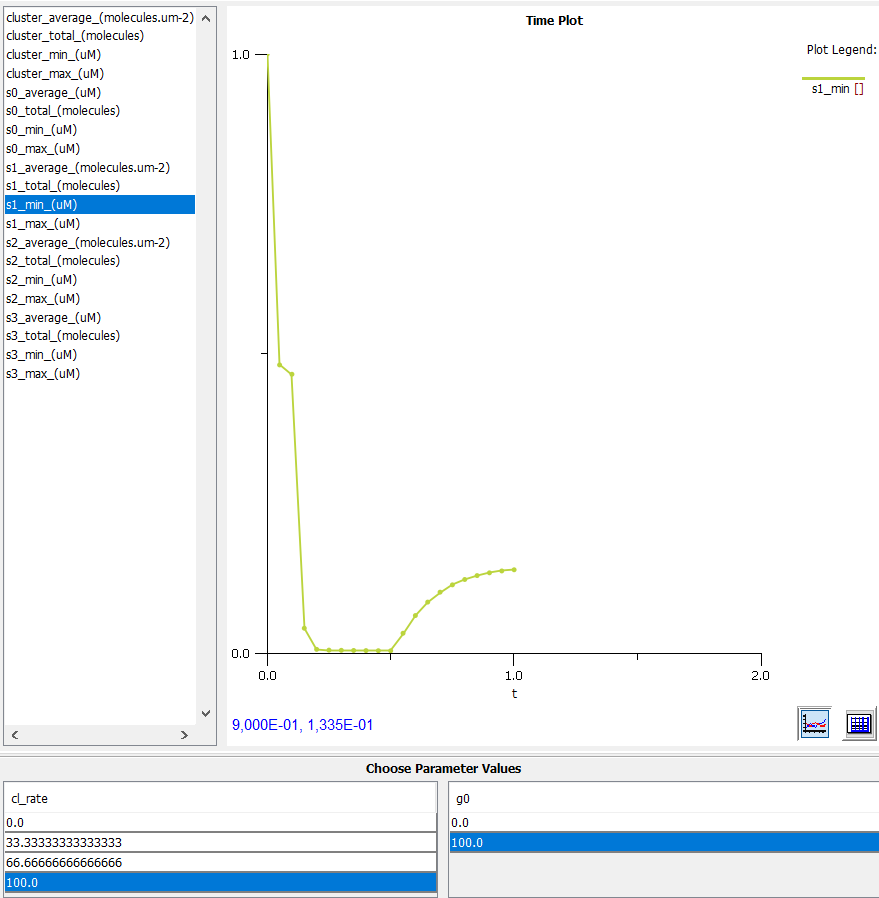 cluster_average_(molecules.um-2)
cluster_total_(molecules)
cluster_min_(uM)
cluster_max_(uM)
s0_average_(uM)
s0_total_(molecules)
s0_min_(uM)
s0_max_(uM)
s1_average_(molecules.um-2)
s1_total_(molecules)
s1_min_(uM)
s1_max_(uM)
s2_average_(molecules.um-2)
s2_total_(molecules)
s2_min_(uM)
s2_max_(uM)
s3_average_(uM)
s3_total_(molecules)
s3_min_(uM)
s3_max_(uM)
Time Plot
Plot Legend:
s1_min []
1.0
0.0
0.0 1.0 2.0
t
9,000E-01, 1,335E-01
Choose Parameter Values
cl_rate
0.0
33.33333333333333
66.66666666666666
100.0
g0
0.0
100.0